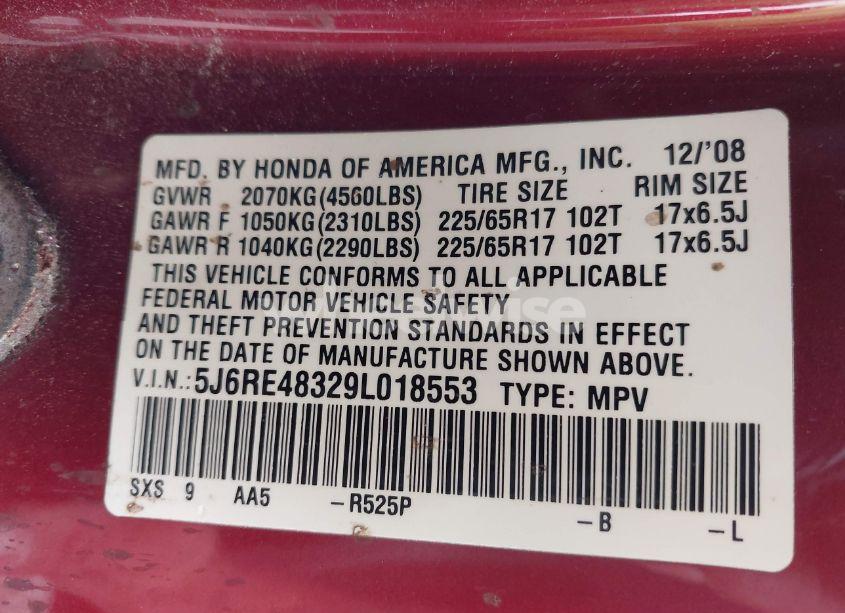 MFD. BY HONDA OF AMERICA MFG., INC. 12/'08
GVWR 2070KG(4560LBS) TIRE SIZE RIM SIZE
GAWR F 1050KG(2310LBS) 225/65R17 102T 17x6.5J
GAWR R 1040KG(2290LBS) 225/65R17 102T 17x6.5J
THIS VEHICLE CONFORMS TO ALL APPLICABLE
FEDERAL MOTOR VEHICLE SAFETY
AND THEFT PREVENTION STANDARDS IN EFFECT
ON THE DATE OF MANUFACTURE SHOWN ABOVE.
V.I.N.: 5J6RE48329L018553 TYPE: MPV
SXS 9 AA5 -R525P -B -L